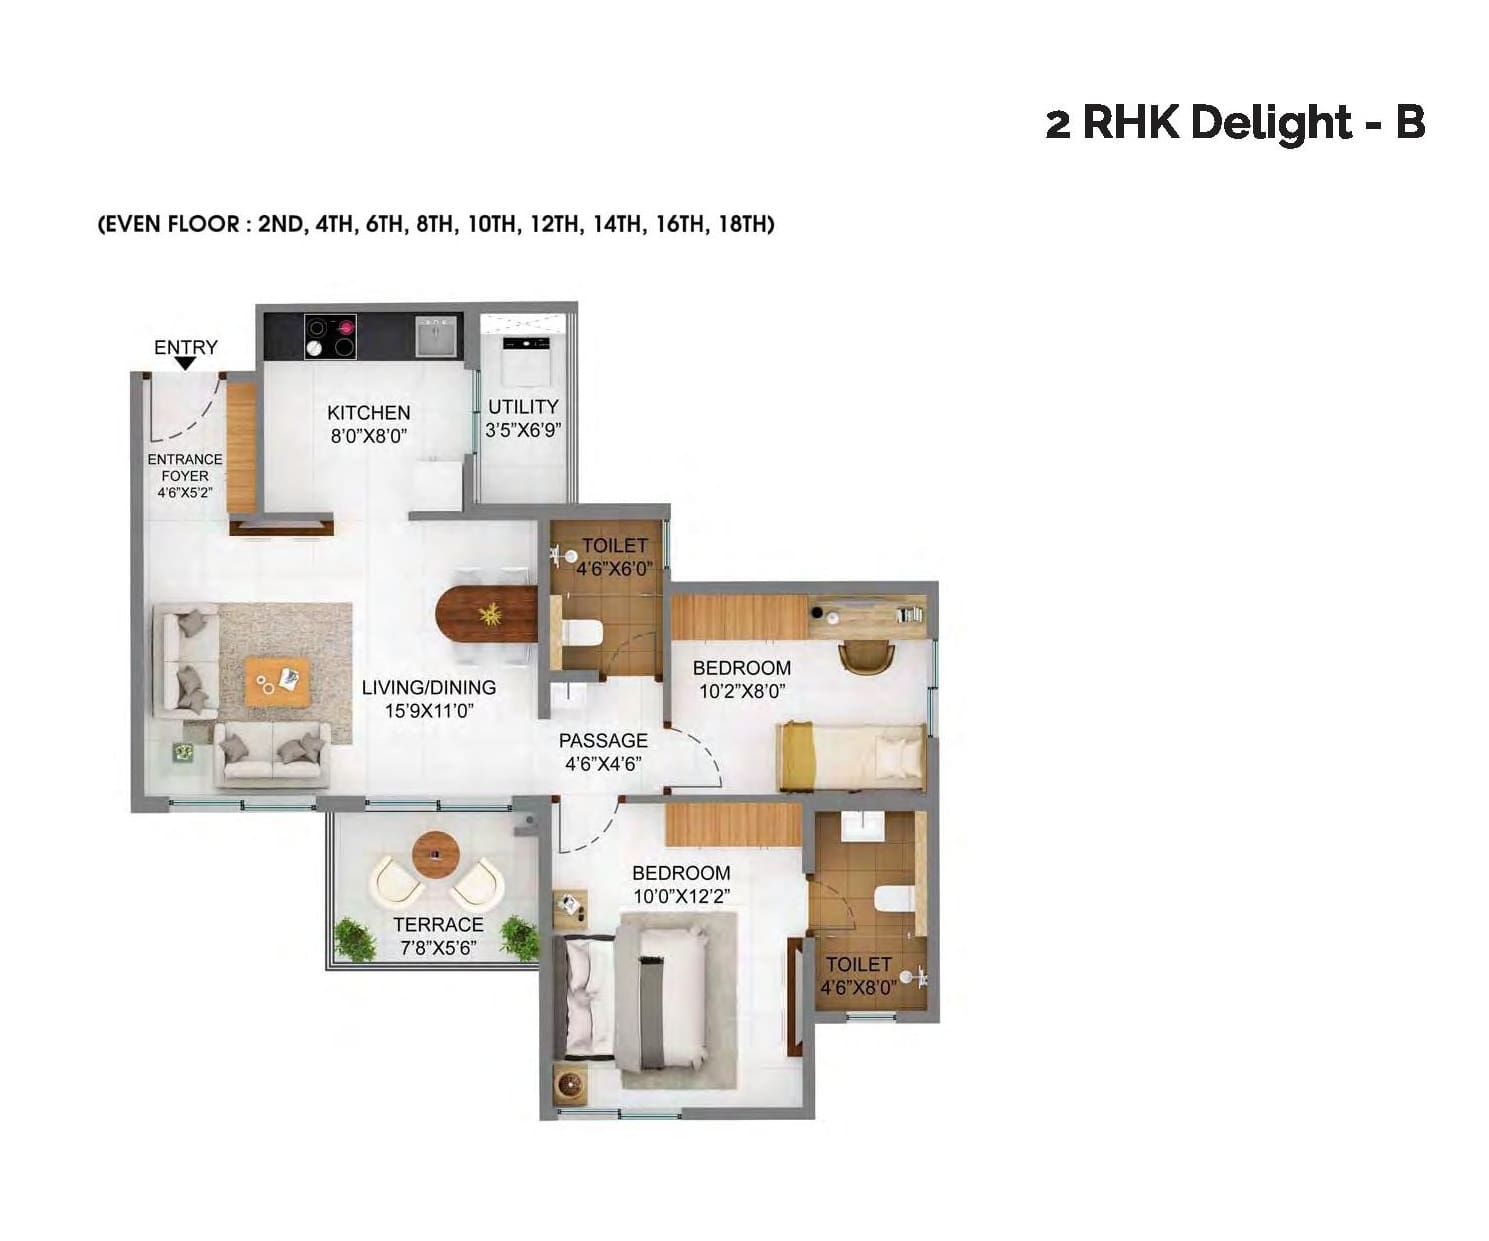 2 RHK Delight - B
(EVEN FLOOR : 2ND, 4TH, 6TH, 8TH, 10TH, 12TH, 14TH, 16TH, 18TH)
ENTRY
KITCHEN
8'0"X8'0"
UTILITY
3'5"X6'9"
ENTRANCE
FOYER
4'6"X5'2"
TOILET
4'6"X6'0"
LIVING/DINING
15'9X11'0"
BEDROOM
10'2"X8'0"
PASSAGE
4'6"X4'6"
BEDROOM
10'0"X12'2"
TERRACE
7'8"X5'6"
TOILET
4'6"X8'0"